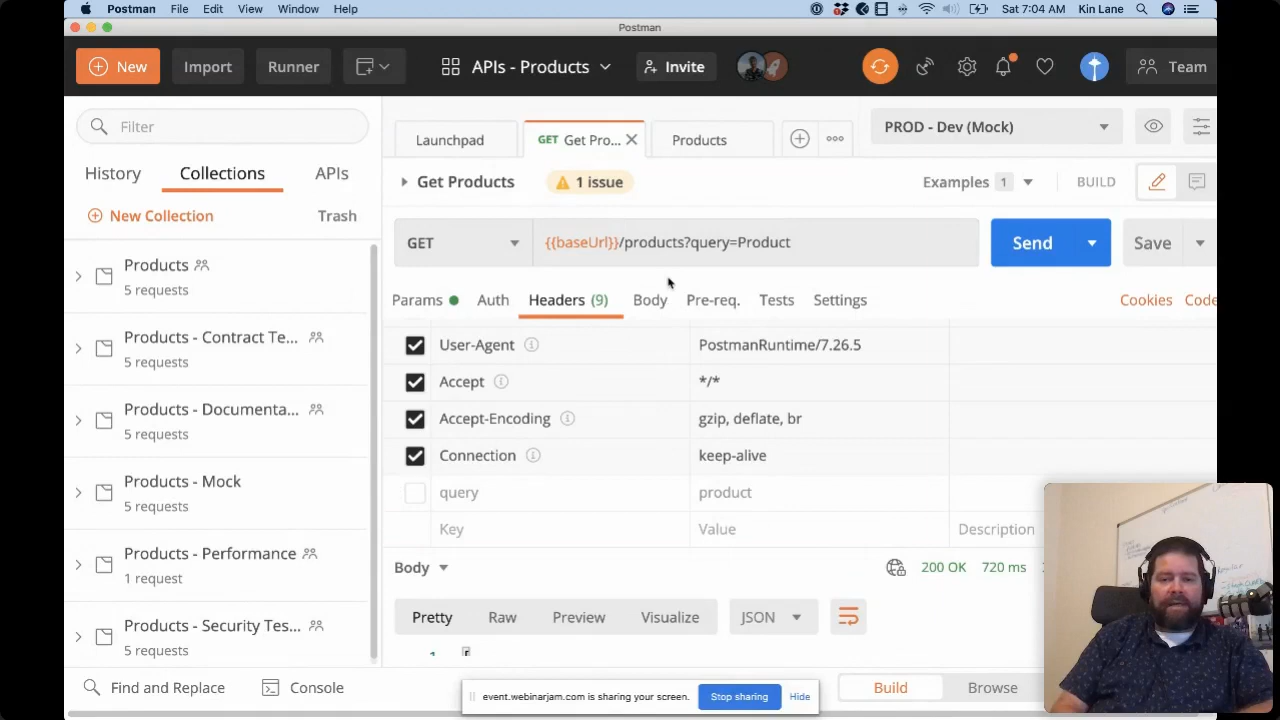 Postman File Edit View Window Help Sat 7:04 AM Kin Lane
Postman
New Import Runner APIs - Products Invite Team
Filter
History Collections APIs
New Collection Trash
Products
5 requests
Products - Contract Te...
5 requests
Products - Documenta...
5 requests
Products - Mock
5 requests
Products - Performance
1 request
Products - Security Tes...
5 requests
Find and Replace Console
Launchpad GET Get Pro... Products PROD - Dev (Mock)
Get Products 1 issue Examples 1 BUILD
GET {{baseUrl}}/products?query=Product Send Save
Params Auth Headers (9) Body Pre-req. Tests Settings Cookies Code
User-Agent PostmanRuntime/7.26.5
Accept */*
Accept-Encoding gzip, deflate, br
Connection keep-alive
query product
Key Value Description
Body 200 OK 720 ms
Pretty Raw Preview Visualize JSON
1 [
event.webinarjam.com is sharing your screen. Stop sharing Hide
Build Browse